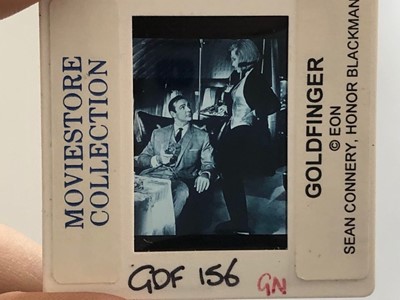 MOVIESTORE
COLLECTION
GOLDFINGER
© EON
SEAN CONNERY, HONOR BLACKMAN
GDF 156
GN